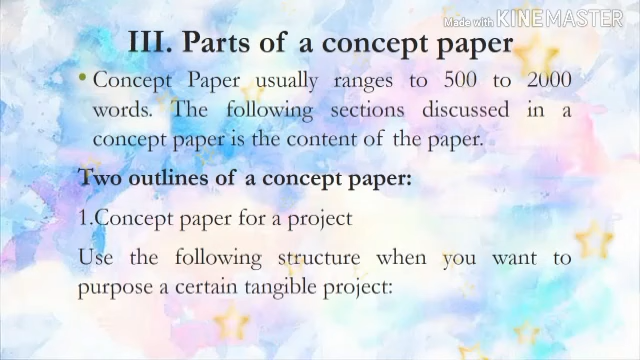 Made with KINEMASTER
III. Parts of a concept paper
• Concept Paper usually ranges to 500 to 2000
words. The following sections discussed in a
concept paper is the content of the paper.
Two outlines of a concept paper:
1.Concept paper for a project
Use the following structure when you want to
purpose a certain tangible project: